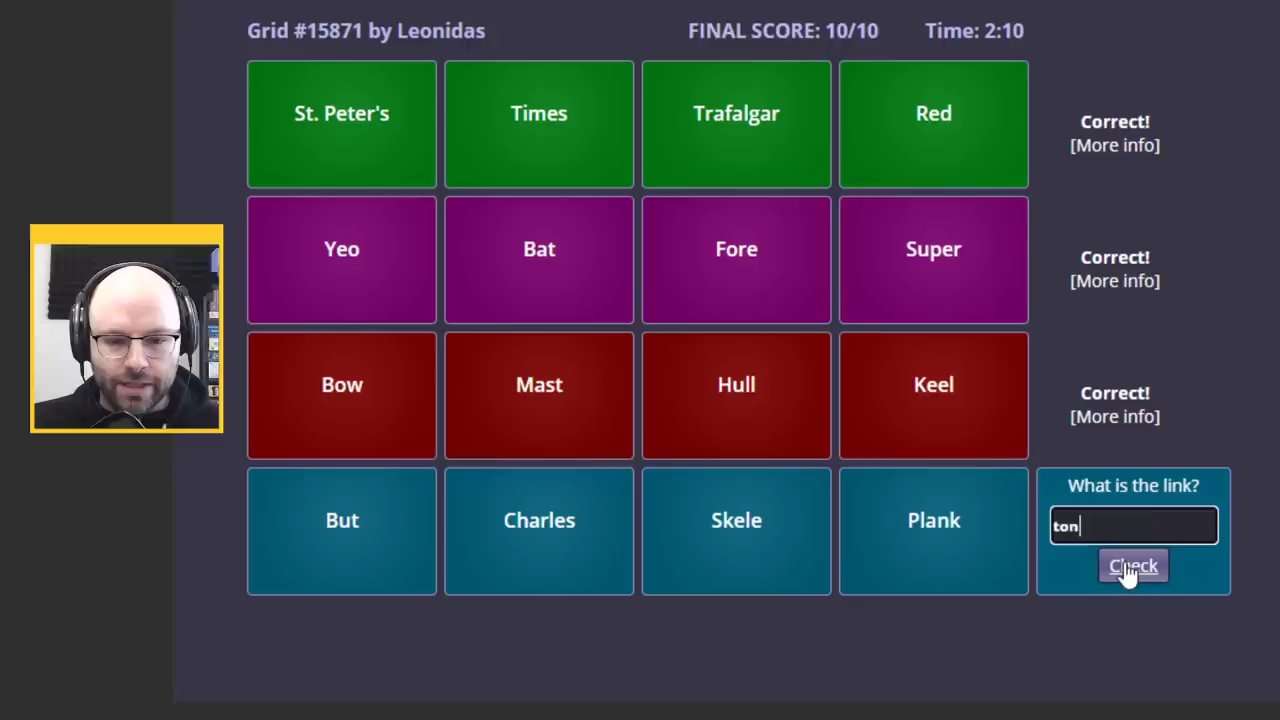 Grid #15871 by Leonidas FINAL SCORE: 10/10 Time: 2:10
St. Peter's Times Trafalgar Red
Correct!
[More info]
Yeo Bat Fore Super
Correct!
[More info]
Bow Mast Hull Keel
Correct!
[More info]
But Charles Skele Plank
What is the link?
ton
Check